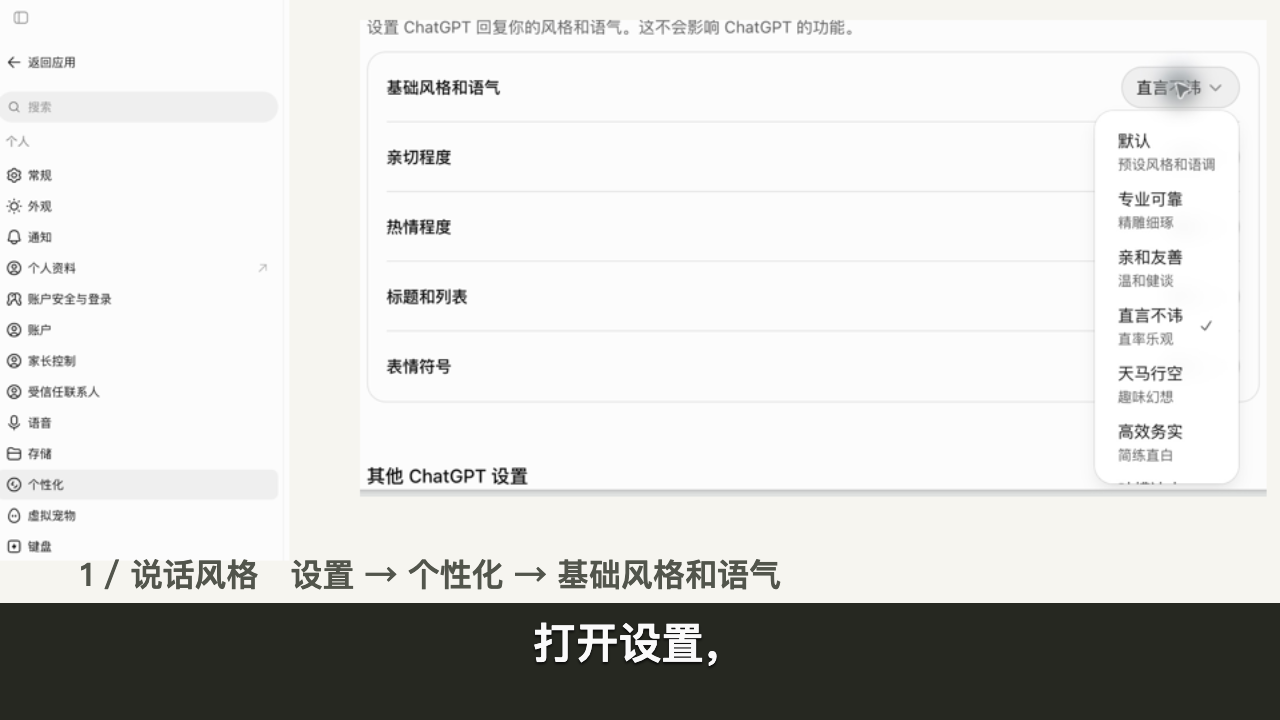 返回应用
搜索
个人
常规
外观
通知
个人资料
账户安全与登录
账户
家长控制
受信任联系人
语音
存储
个性化
虚拟宠物
键盘
设置 ChatGPT 回复你的风格和语气。这不会影响 ChatGPT 的功能。
基础风格和语气
直言不讳
亲切程度
热情程度
标题和列表
表情符号
默认
预设风格和语调
专业可靠
精雕细琢
亲和友善
温和健谈
直言不讳
直率乐观
天马行空
趣味幻想
高效务实
简练直白
其他 ChatGPT 设置
1 / 说话风格 设置 → 个性化 → 基础风格和语气
打开设置,